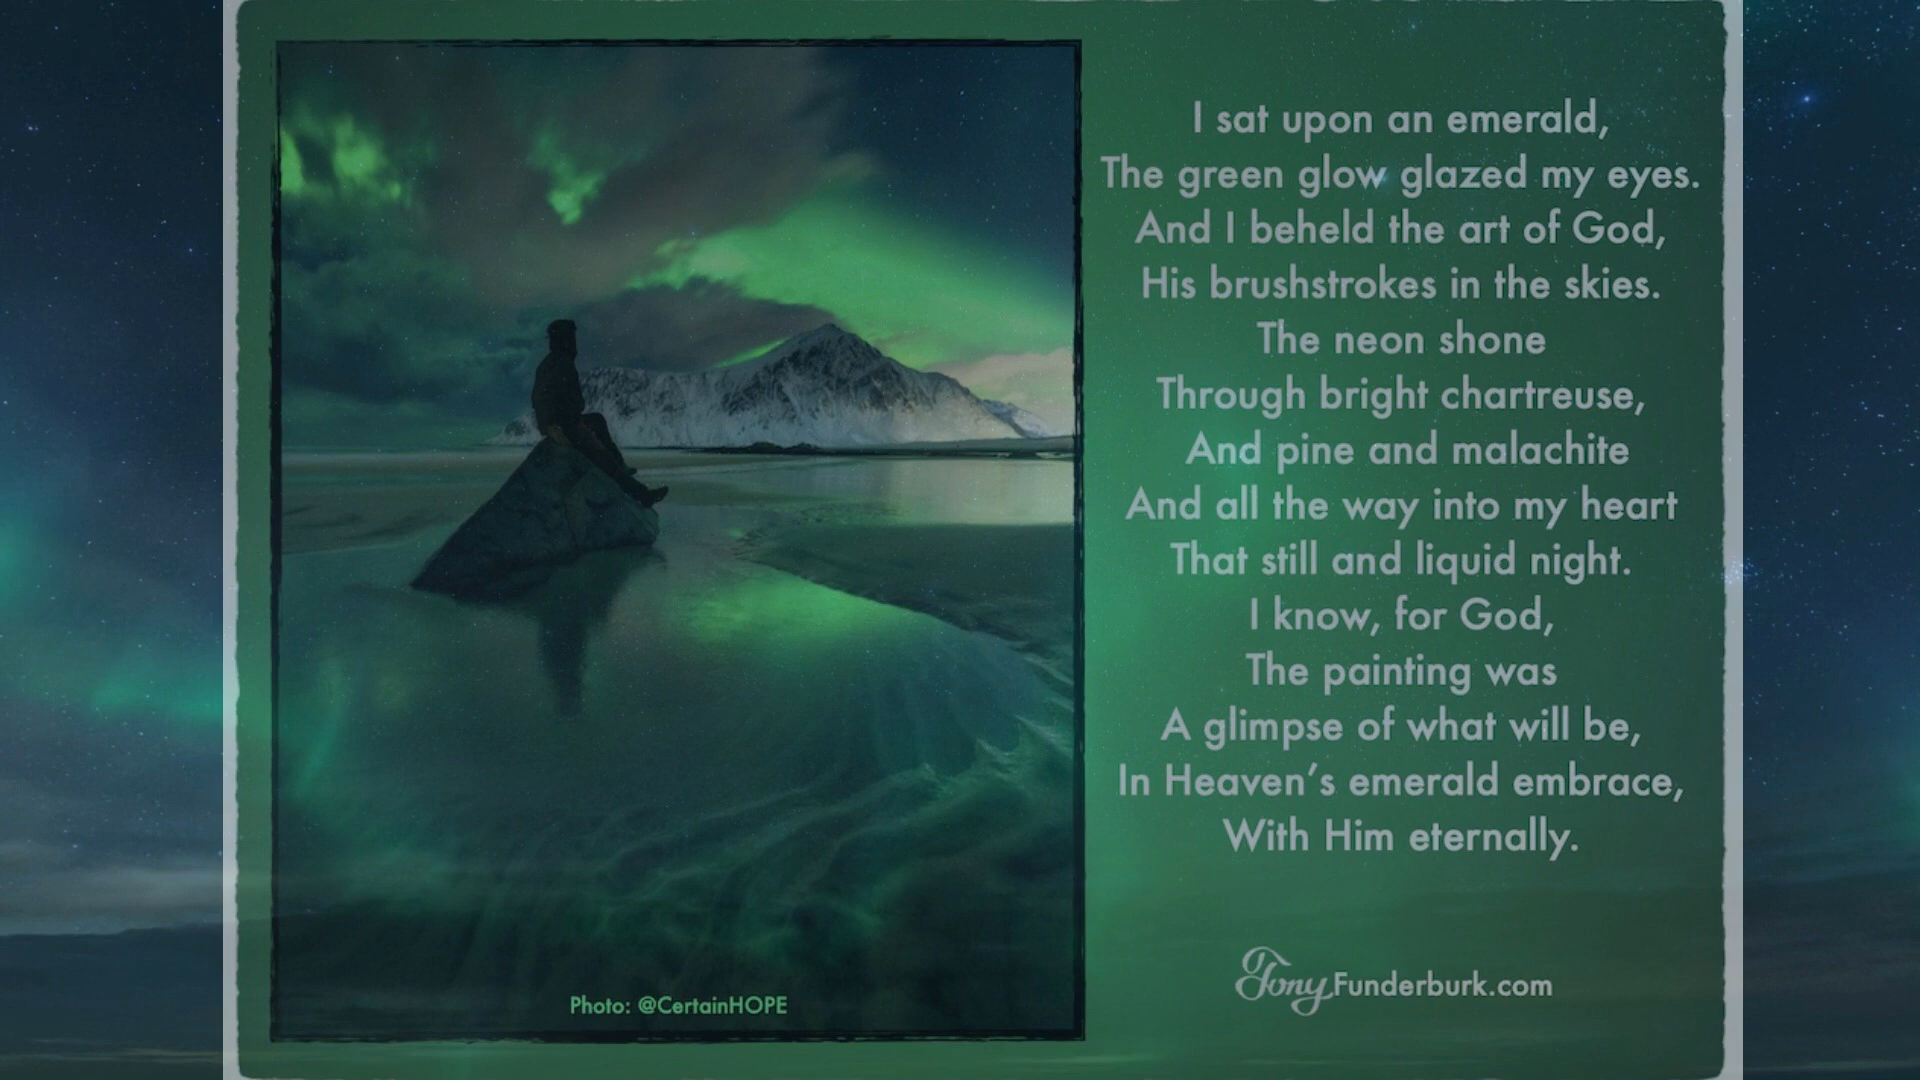 I sat upon an emerald,
The green glow glazed my eyes.
And I beheld the art of God,
His brushstrokes in the skies.
The neon shone
Through bright chartreuse,
And pine and malachite
And all the way into my heart
That still and liquid night.
I know, for God,
The painting was
A glimpse of what will be,
In Heaven’s emerald embrace,
With Him eternally.
TonyFunderburk.com
Photo: @CertainHOPE